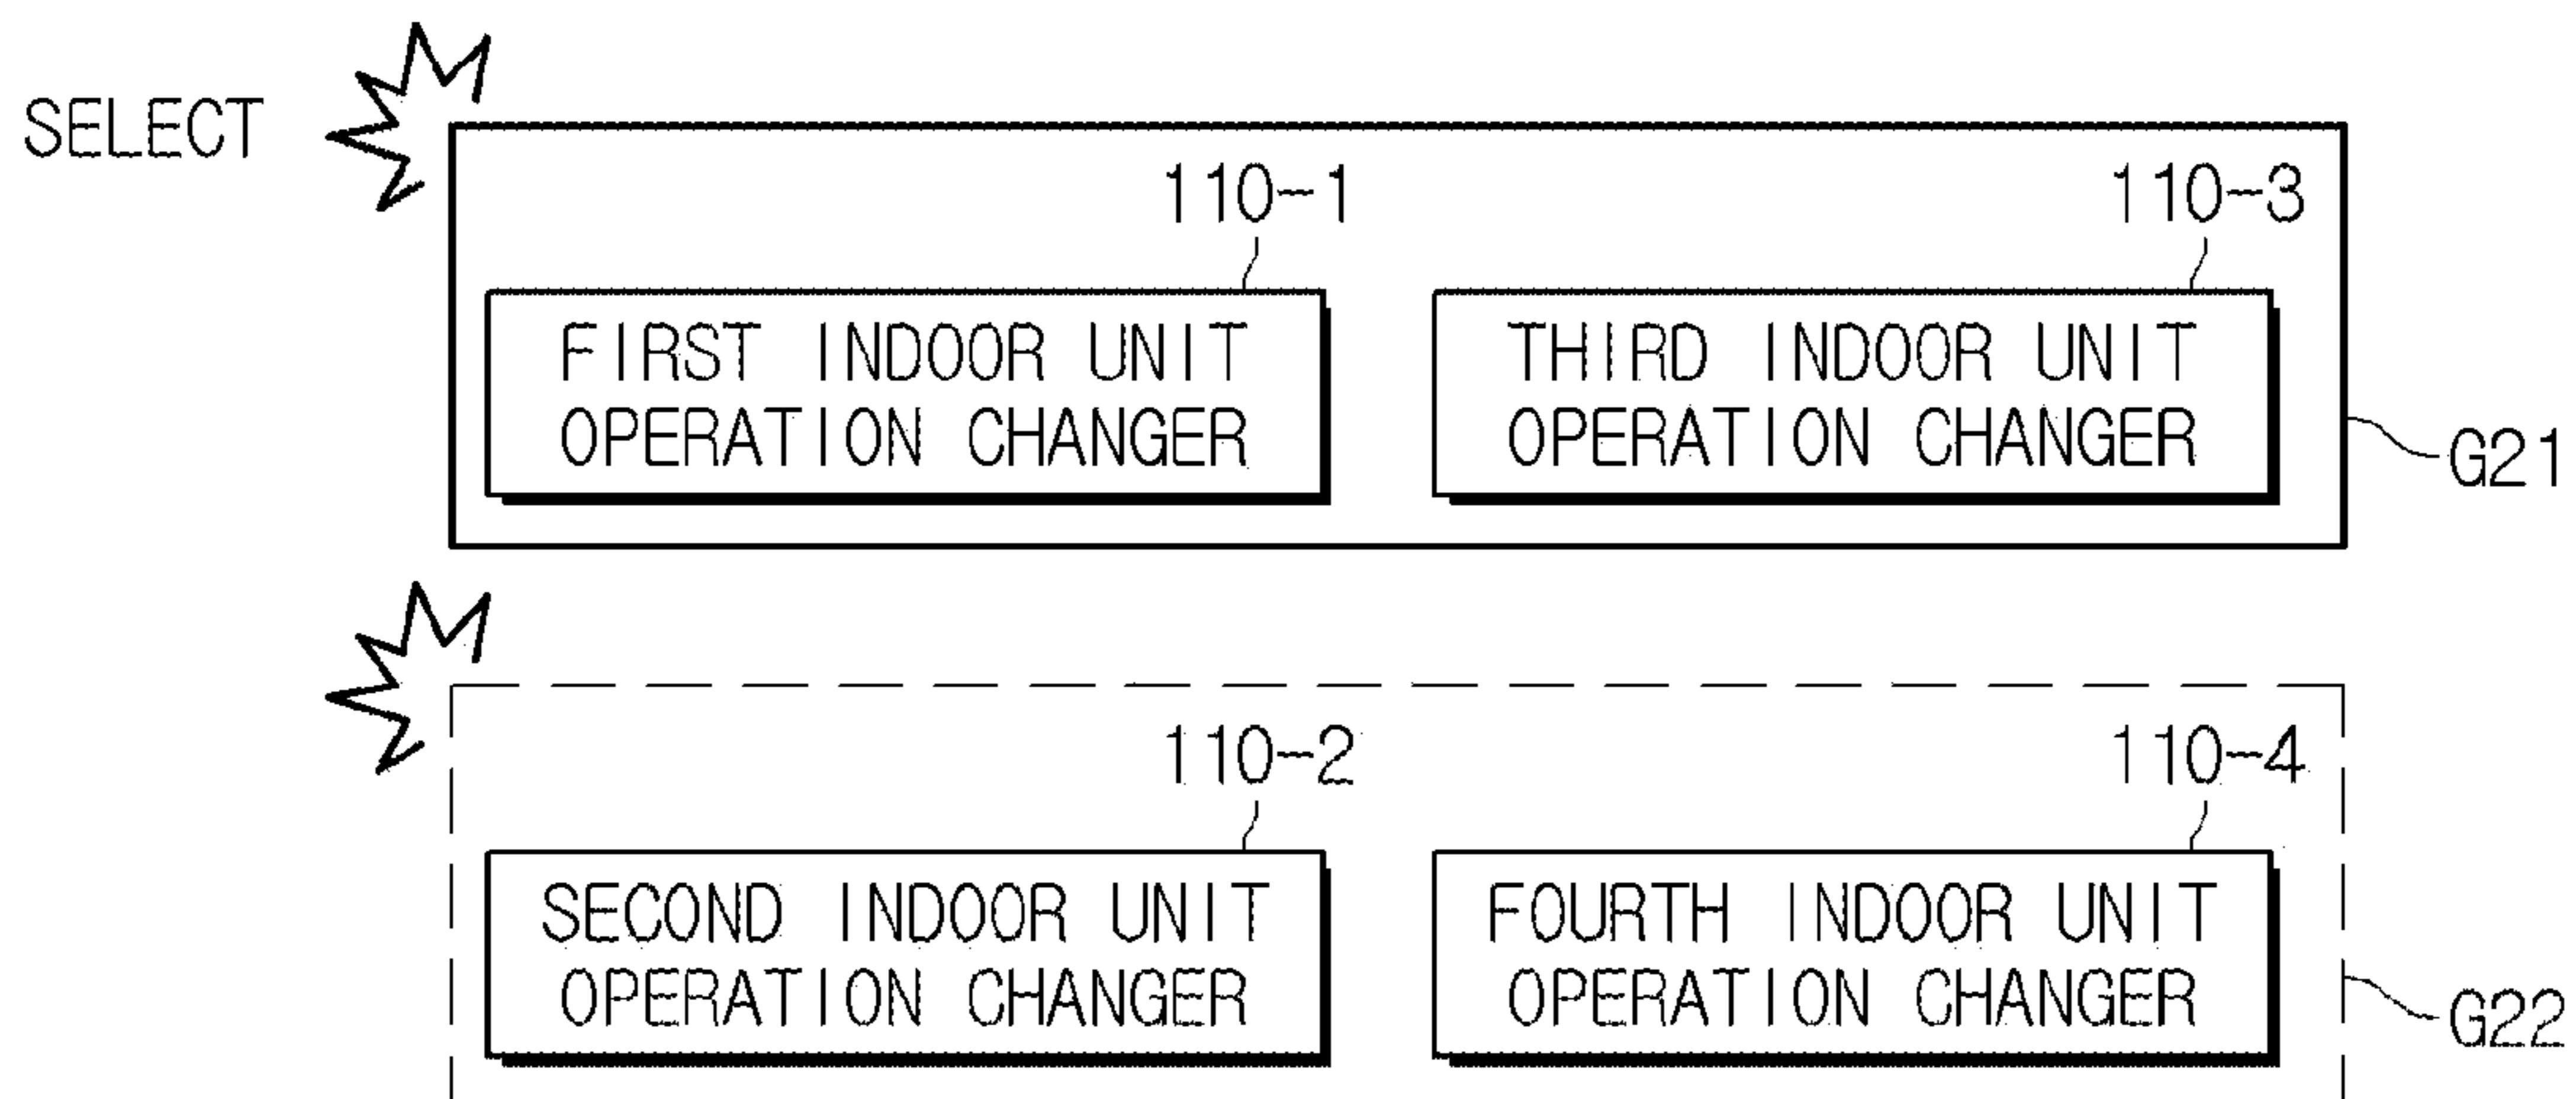 SELECT
110-1
110-3
FIRST INDOOR UNIT
OPERATION CHANGER
THIRD INDOOR UNIT
OPERATION CHANGER
G21
110-2
110-4
SECOND INDOOR UNIT
OPERATION CHANGER
FOURTH INDOOR UNIT
OPERATION CHANGER
G22